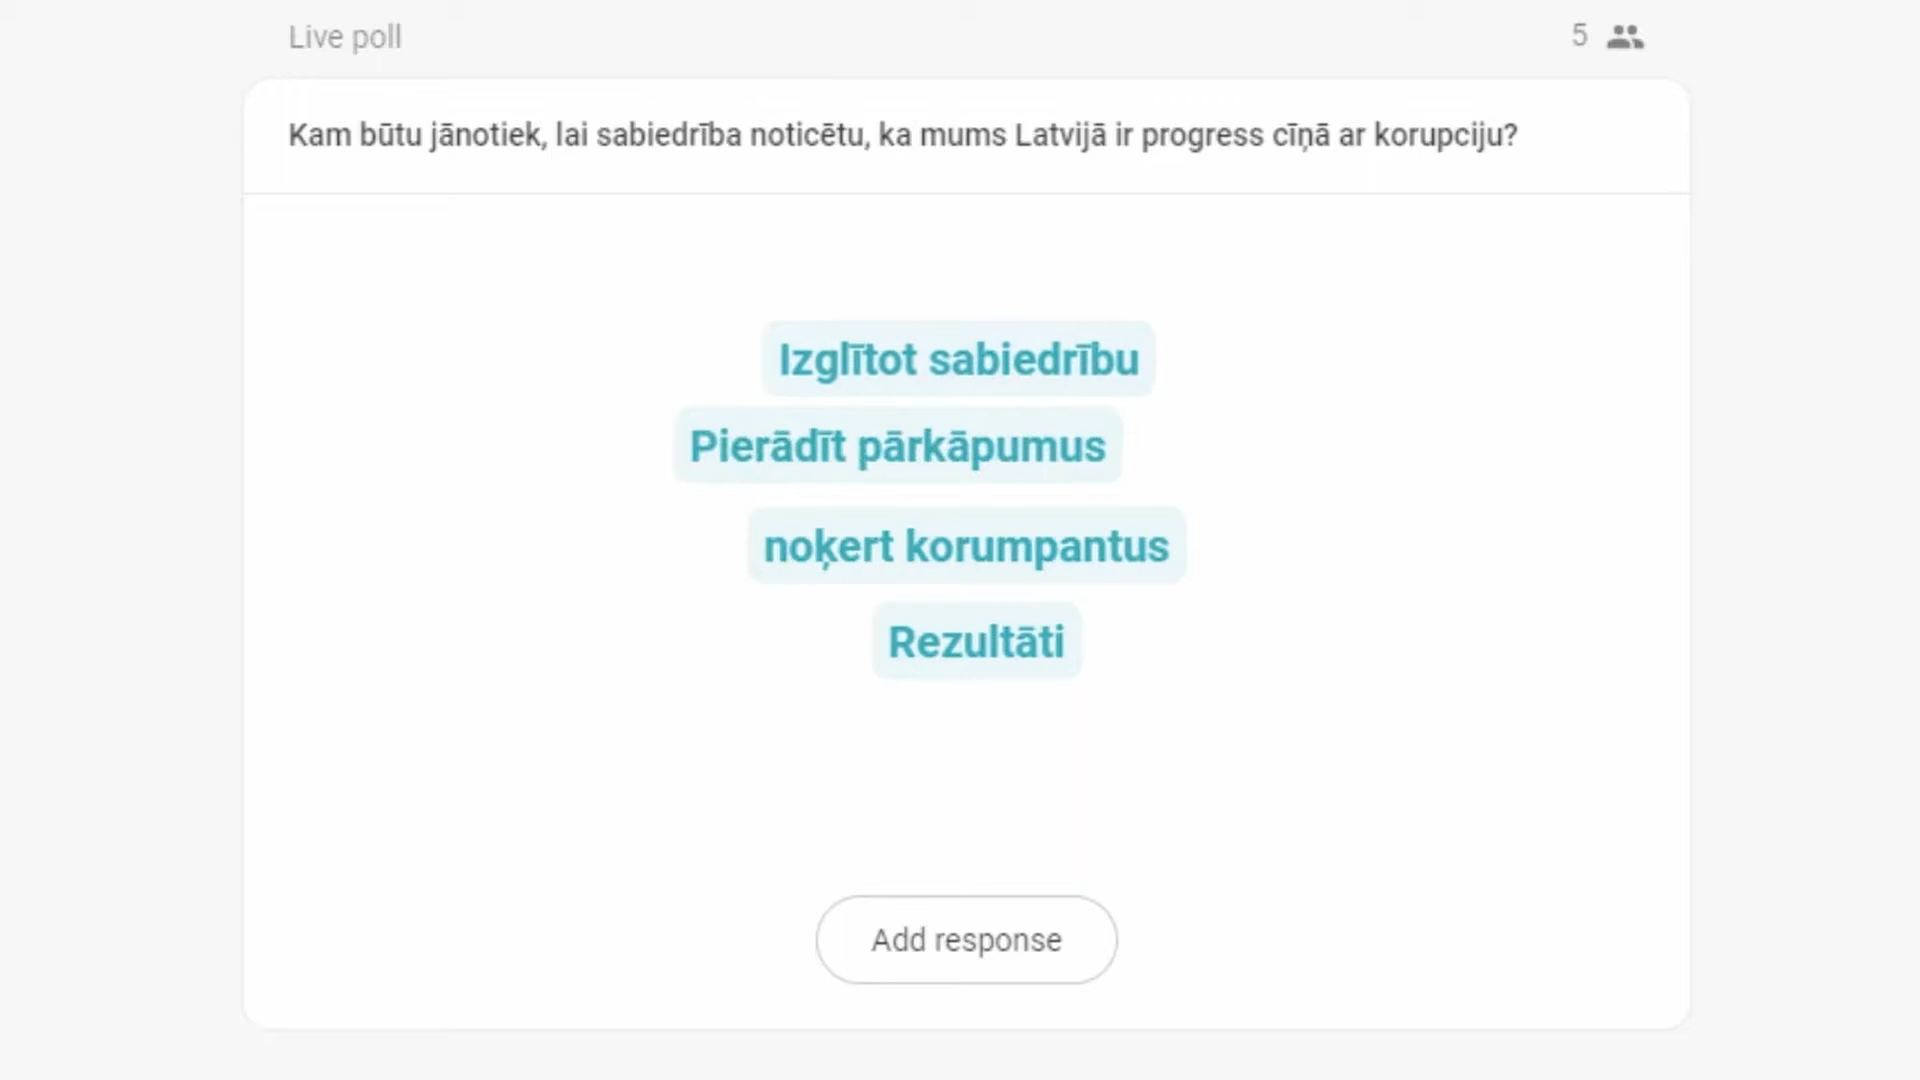 Live poll
5
Kam būtu jānotiek, lai sabiedrība noticētu, ka mums Latvijā ir progress cīņā ar korupciju?
Izglītot sabiedrību
Pierādīt pārkāpumus
noķert korumpantus
Rezultāti
Add response